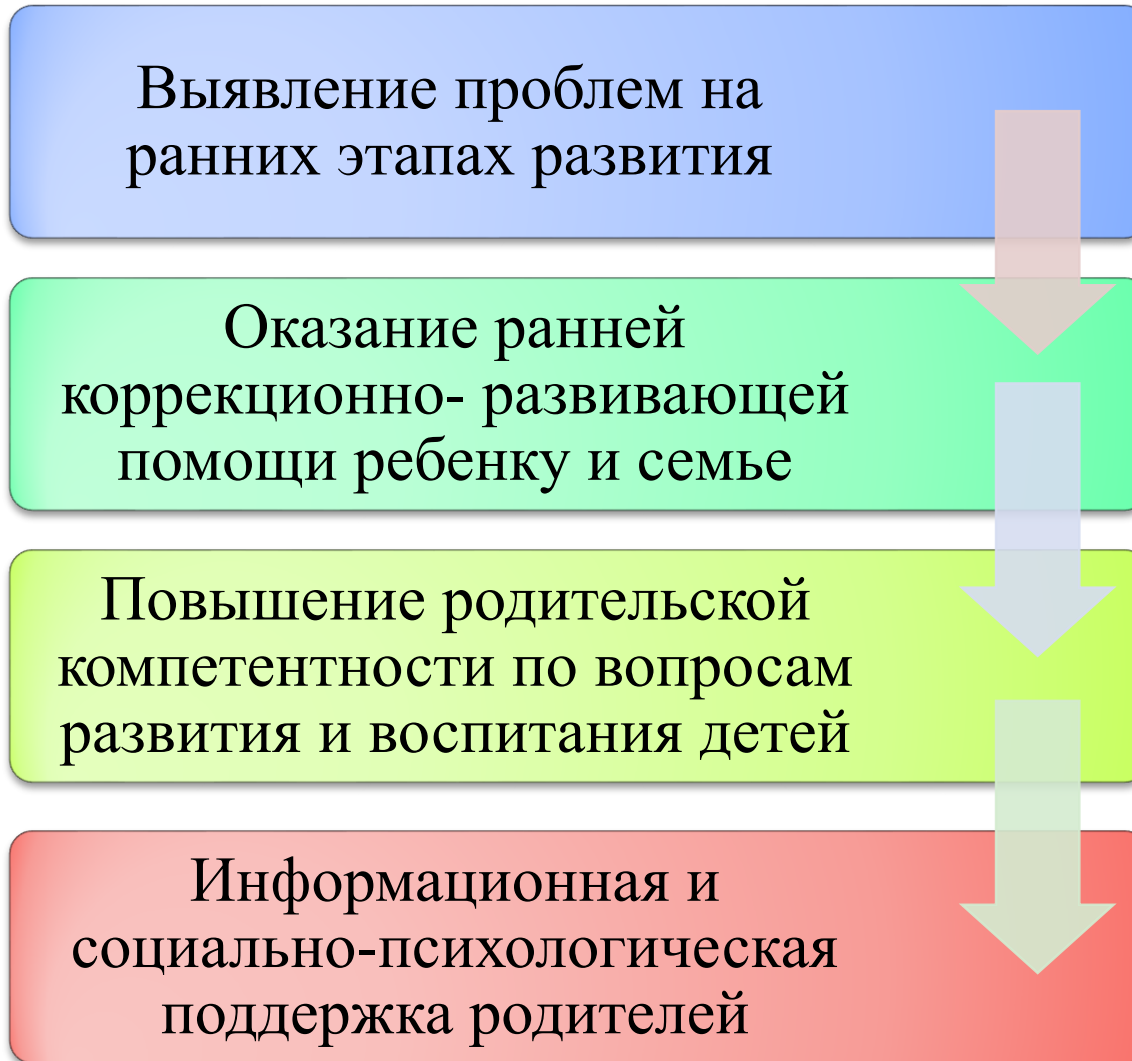 Выявление проблем на
ранних этапах развития
Оказание ранней
коррекционно- развивающей
помощи ребенку и семье
Повышение родительской
компетентности по вопросам
развития и воспитания детей
Информационная и
социально-психологическая
поддержка родителей